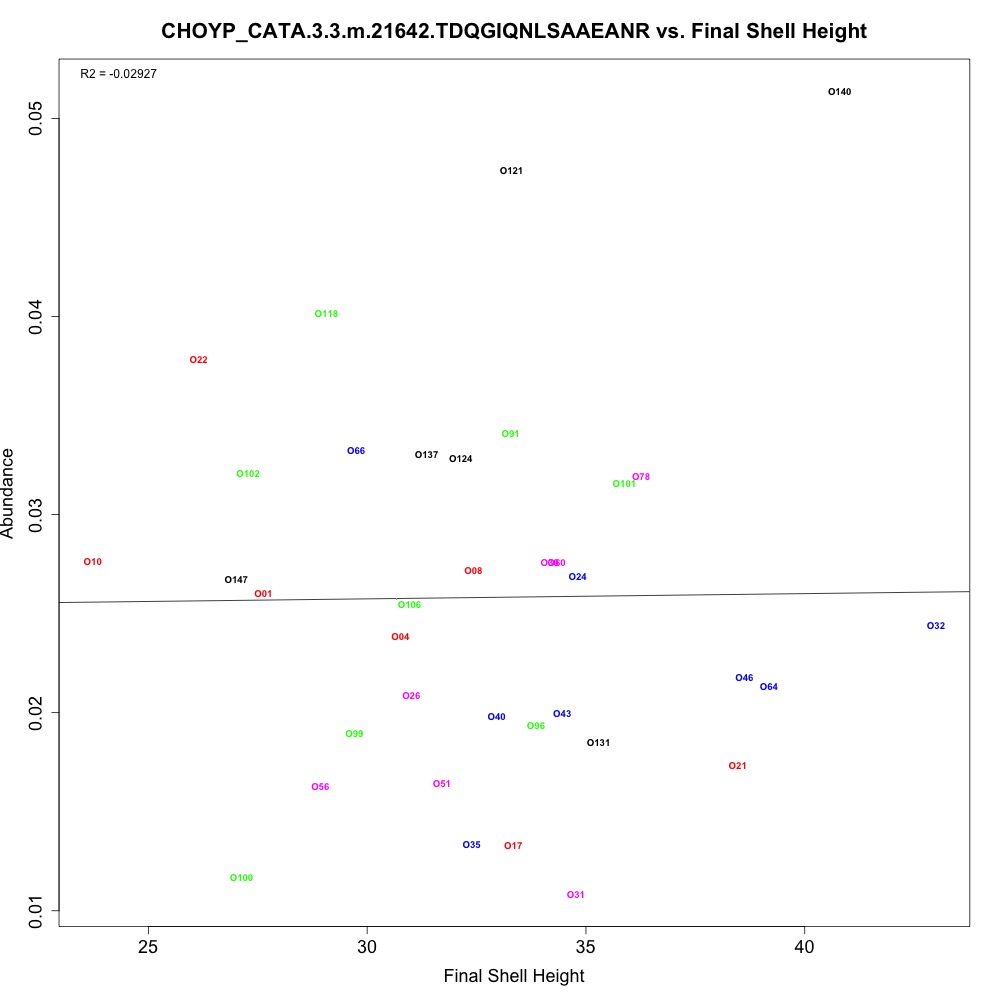 CHOYP_CATA.3.3.m.21642.TDQGIQNLSAAEANR vs. Final Shell Height
R2 = -0.02927
O140
0.05
O121
0.04
O118
O22
O91
O66
O137
O124
O102
O78
O101
Abundance
0.03
O10
O60
O08
O24
O147
O01
O106
O32
O04
O46
O64
O26
0.02
O40
O43
O96
O99
O131
O21
O56
O51
O35
O17
O100
O31
0.01
25
30
35
40
Final Shell Height